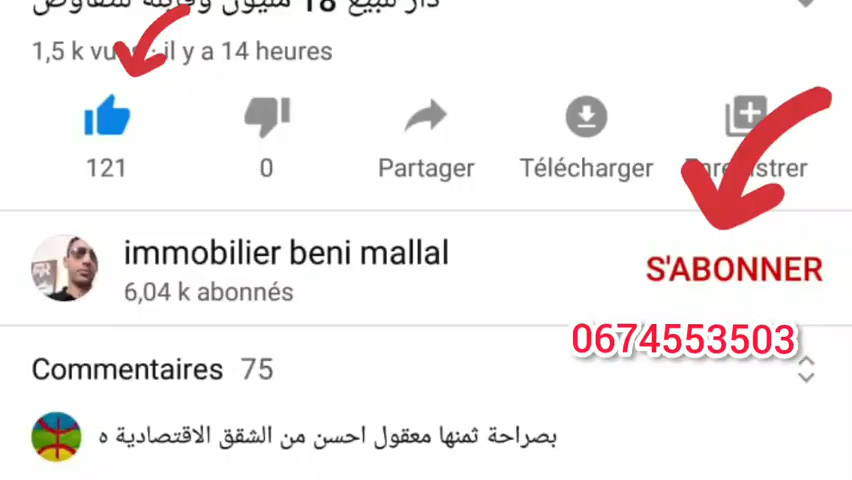 دار للبيع 18 مليون وقابلة للتفاوض
1,5 k vues · il y a 14 heures
121
0
Partager
Télécharger
Enregistrer
immobilier beni mallal
6,04 k abonnés
S'ABONNER
0674553503
Commentaires 75
بصراحة ثمنها معقول احسن من الشقق الاقتصادية ه